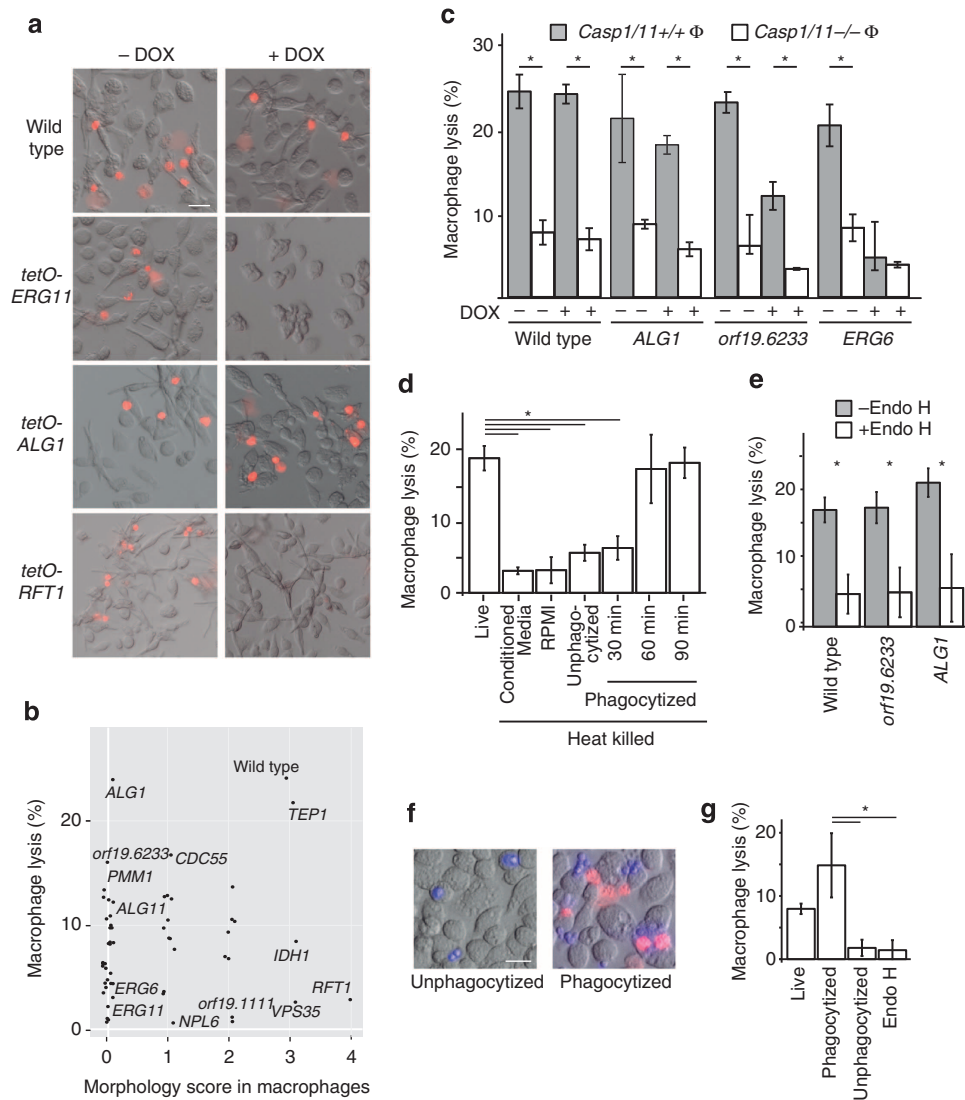 a
– DOX
+ DOX
Wild
type
tetO-
ERG11
tetO-
ALG1
tetO-
RFT1
b
Macrophage lysis (%)
20
10
0
Wild type
ALG1
TEP1
orf19.6233
CDC55
PMM1
ALG11
IDH1
ERG6
RFT1
orf19.1111
VPS35
ERG11
NPL6
0 1 2 3 4
Morphology score in macrophages
c
Casp1/11+/+ Φ
Casp1/11–/– Φ
Macrophage lysis (%)
30
20
10
* * * * * * *
DOX – – + + – – + + – – + + – – + +
Wild type ALG1 orf19.6233 ERG6
d
Macrophage lysis (%)
20
10
0
*
Live
Conditioned
Media
RPMI
Unphago-
cytized
30 min
60 min
90 min
Phagocytized
Heat killed
e
–Endo H
+Endo H
Macrophage lysis (%)
20
10
0
* * *
Wild type
orf19.6233
ALG1
f
Unphagocytized
Phagocytized
g
Macrophage lysis (%)
20
10
0
*
Live
Phagocytized
Unphagocytized
Endo H